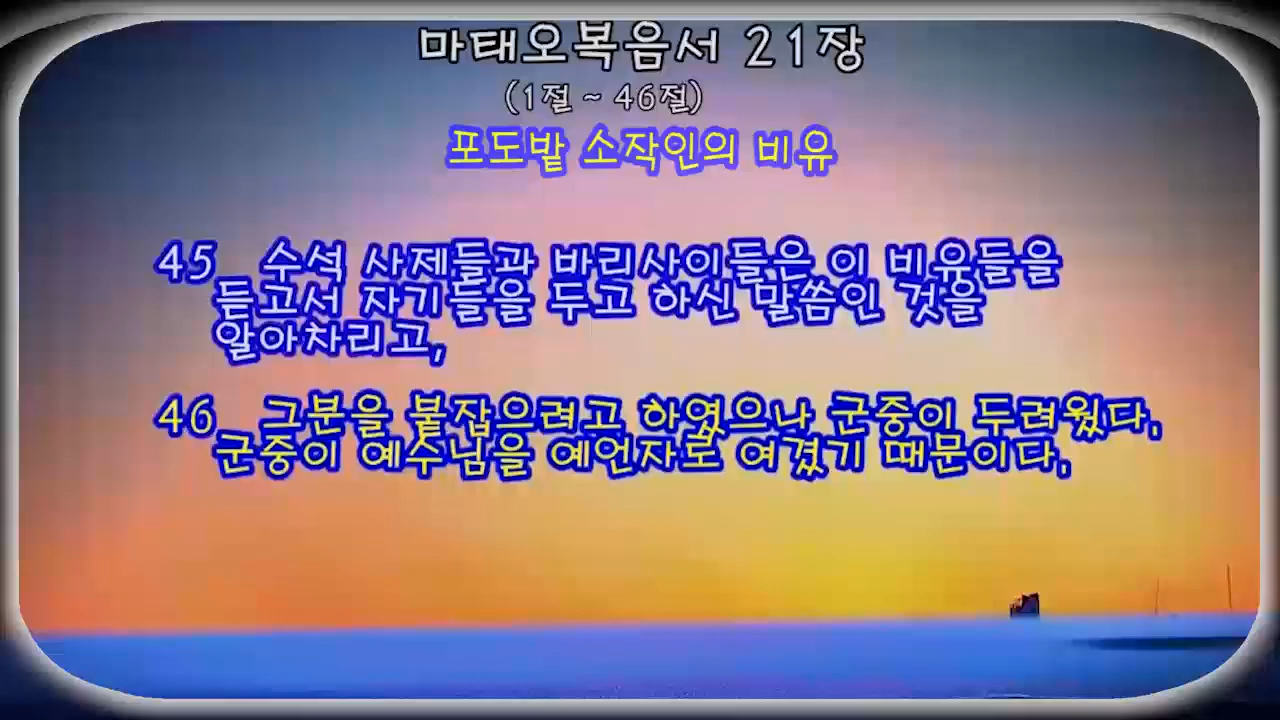 마태오복음서 21장
(1절 ~ 46절)
포도밭 소작인의 비유
45 수석 사제들과 바리사이들은 이 비유들을
듣고서 자기들을 두고 하신 말씀인 것을
알아차리고,
46 그분을 붙잡으려고 하였으나 군중이 두려웠다.
군중이 예수님을 예언자로 여겼기 때문이다.